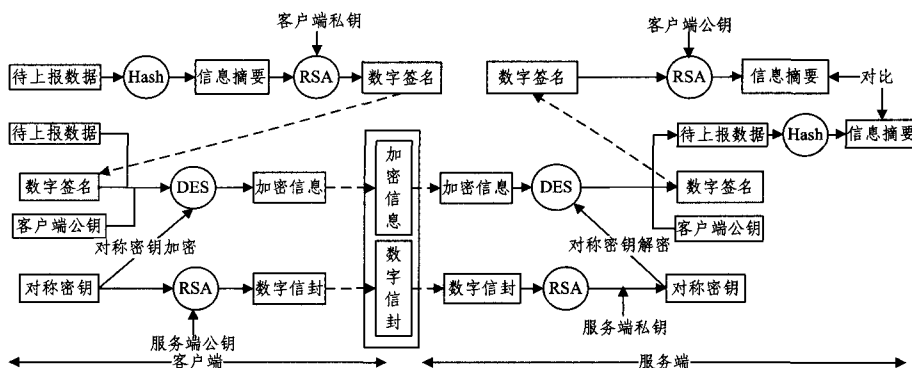 客户端私钥
客户端公钥
待上报数据
Hash
信息摘要
RSA
数字签名
数字签名
RSA
信息摘要
对比
待上报数据
待上报数据
Hash
信息摘要
数字签名
DES
加密信息
加密信息
加密信息
DES
数字签名
客户端公钥
客户端公钥
对称密钥加密
对称密钥解密
对称密钥
RSA
数字信封
数字信封
数字信封
RSA
对称密钥
服务端公钥
服务端私钥
客户端
服务端